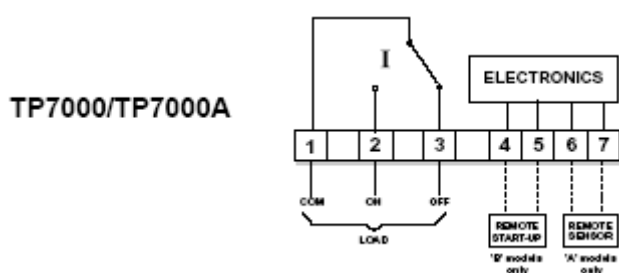 I
ELECTRONICS
TP7000/TP7000A
1 2 3 4 5 6 7
COM ON OFF
LOAD
REMOTE
START-UP
REMOTE
SENSOR
'B' models
only
'A' models
only